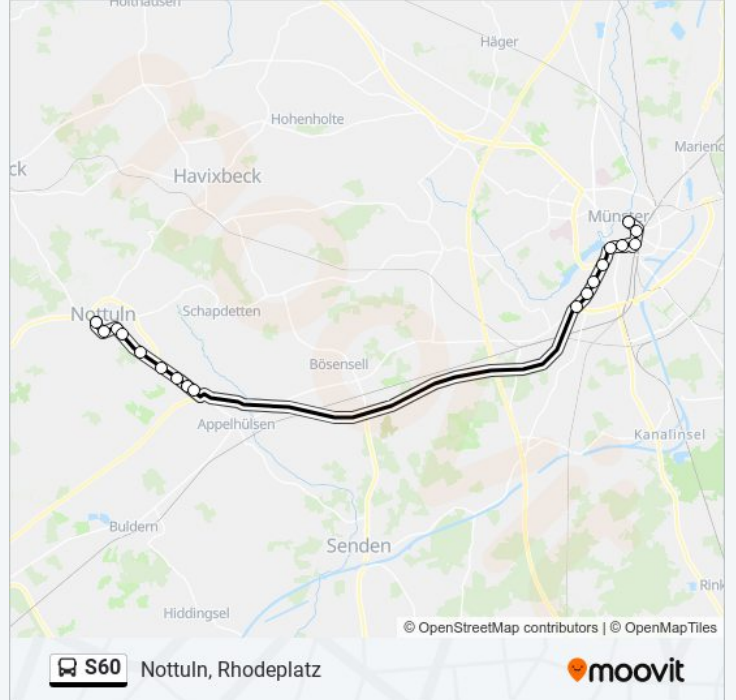 Holthausen
Häger
Hohenholte
Marienc
ck
Havixbeck
Münster
Nottuln
Schapdetten
Bösensell
Appelhülsen
Kanalinsel
Buldern
Senden
Rink
Hiddingsel
© OpenStreetMap contributors | © OpenMapTiles
S60 Nottuln, Rhodeplatz moovit